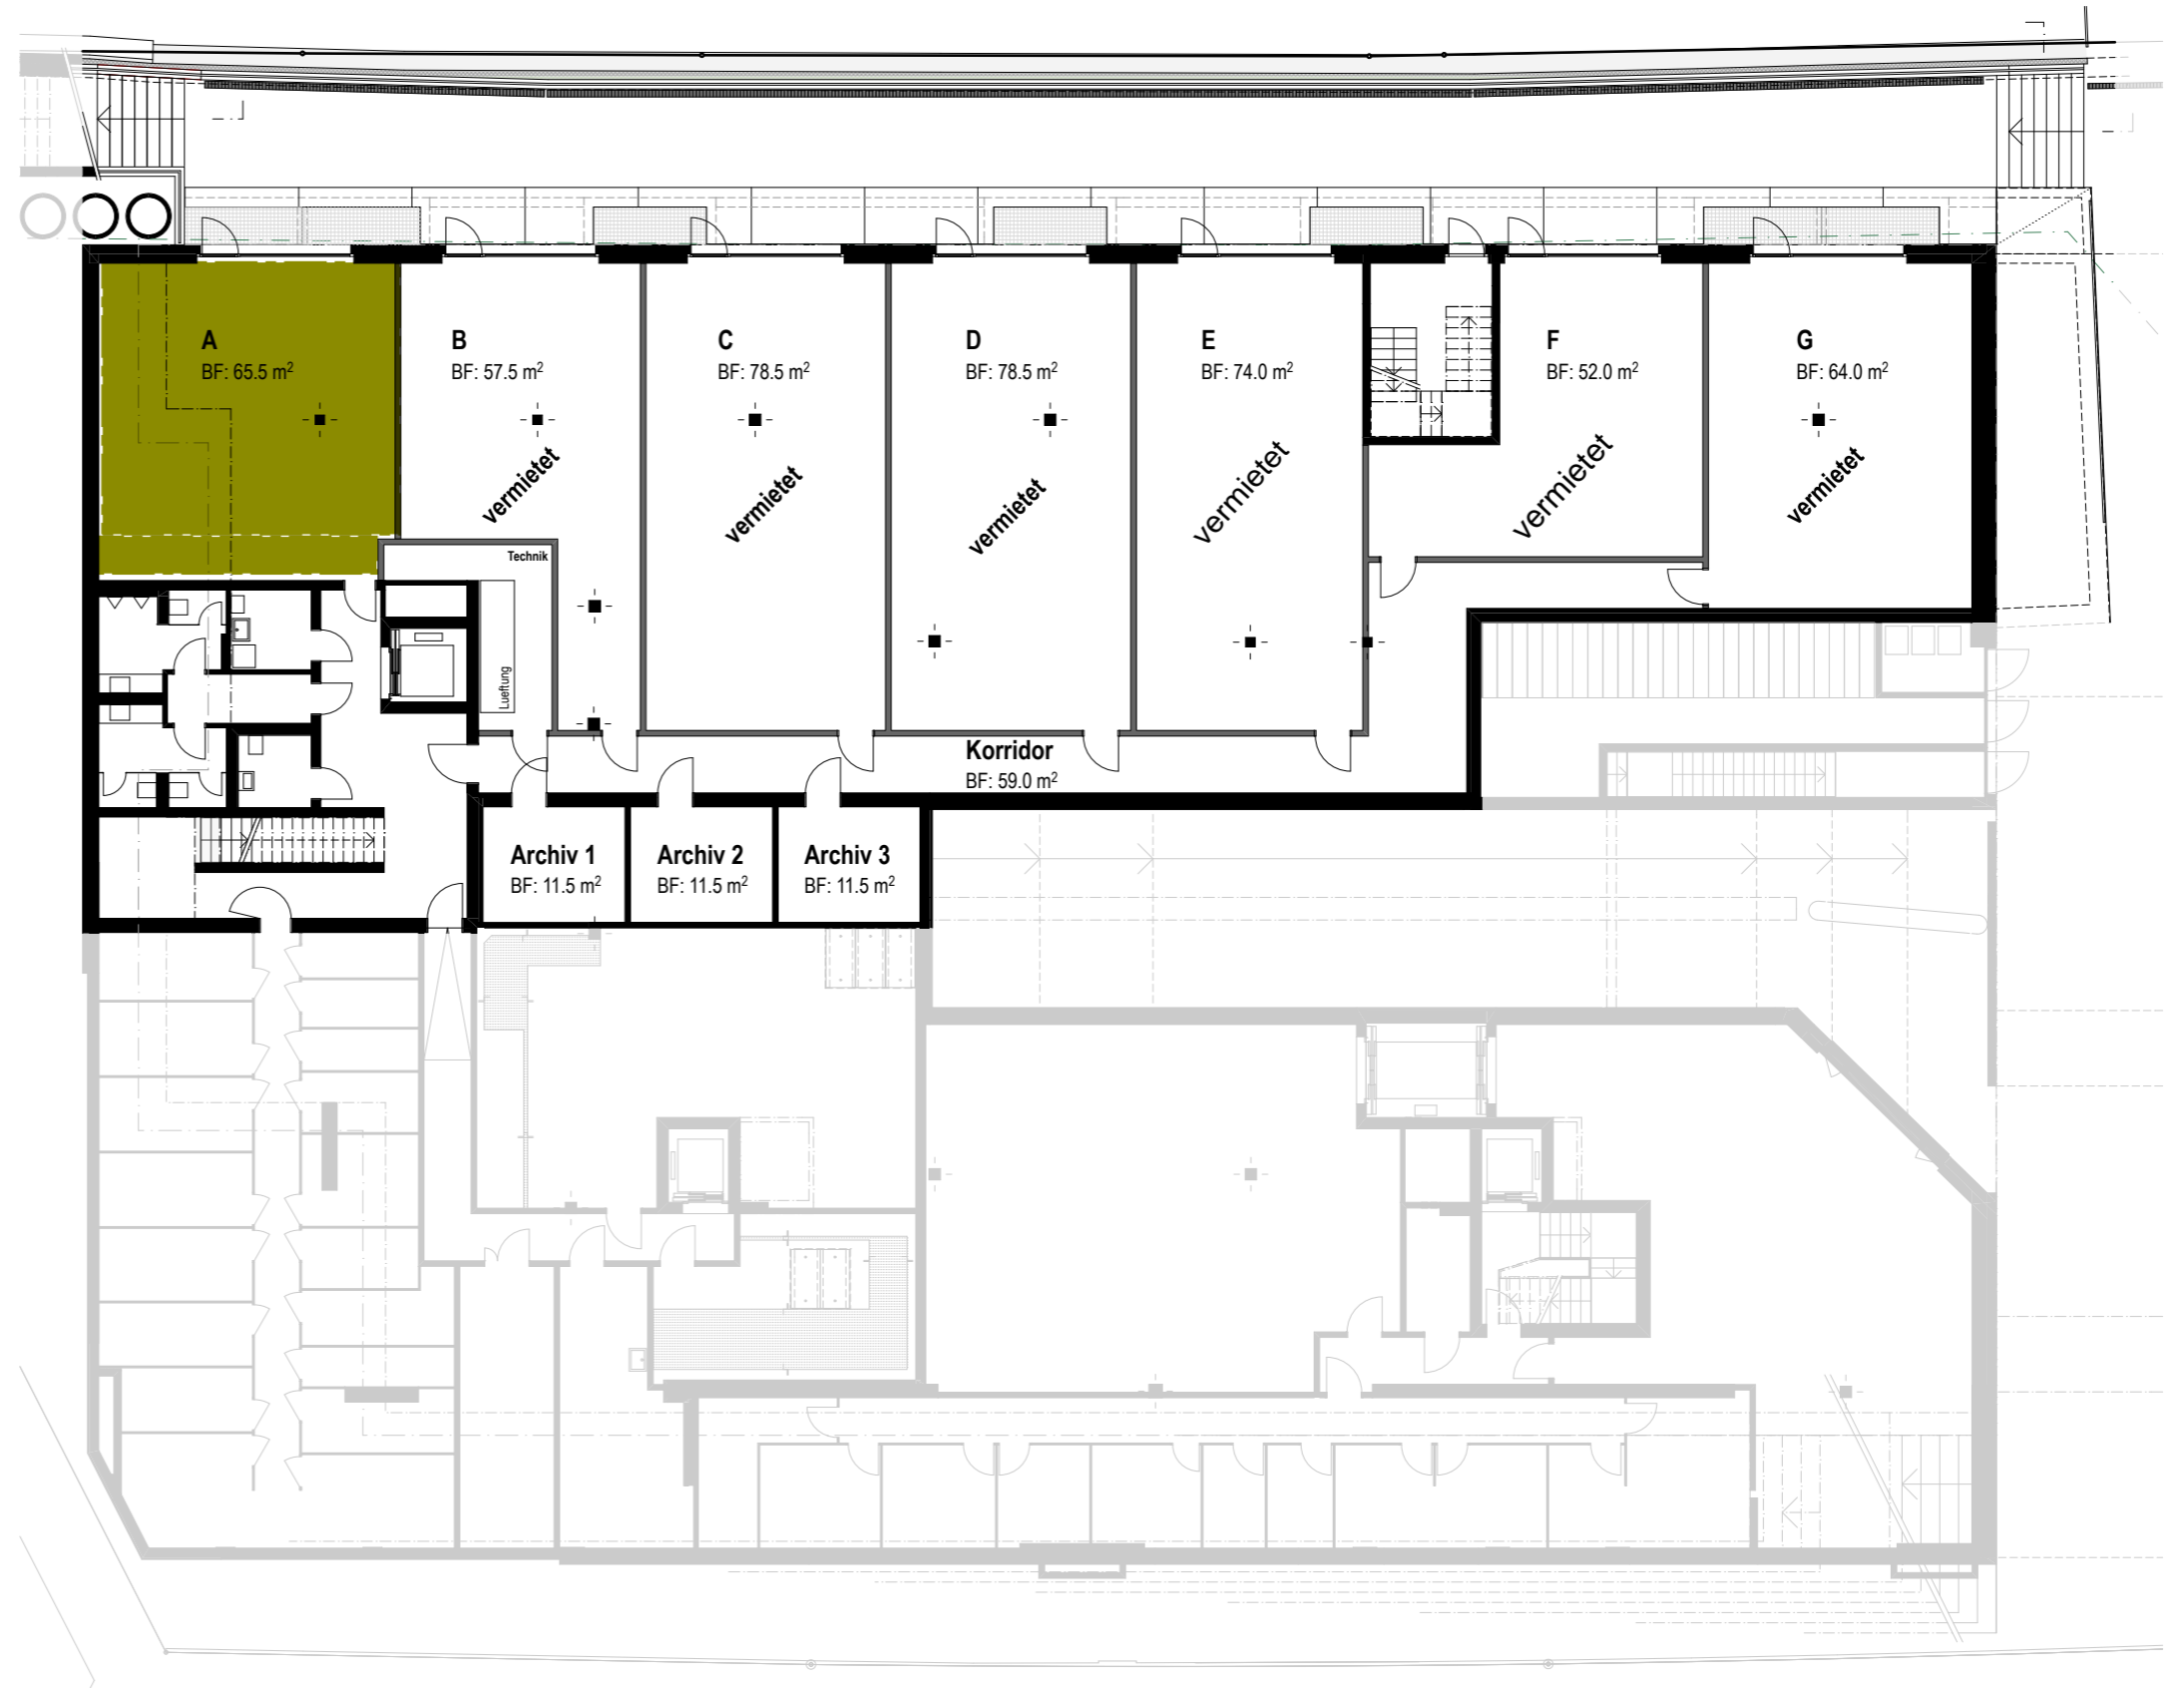 A
BF: 65.5 m²
B
BF: 57.5 m²
vermietet
C
BF: 78.5 m²
vermietet
D
BF: 78.5 m²
vermietet
E
BF: 74.0 m²
vermietet
F
BF: 52.0 m²
vermietet
G
BF: 64.0 m²
vermietet
Technik
Lueftung
Korridor
BF: 59.0 m²
Archiv 1
BF: 11.5 m²
Archiv 2
BF: 11.5 m²
Archiv 3
BF: 11.5 m²